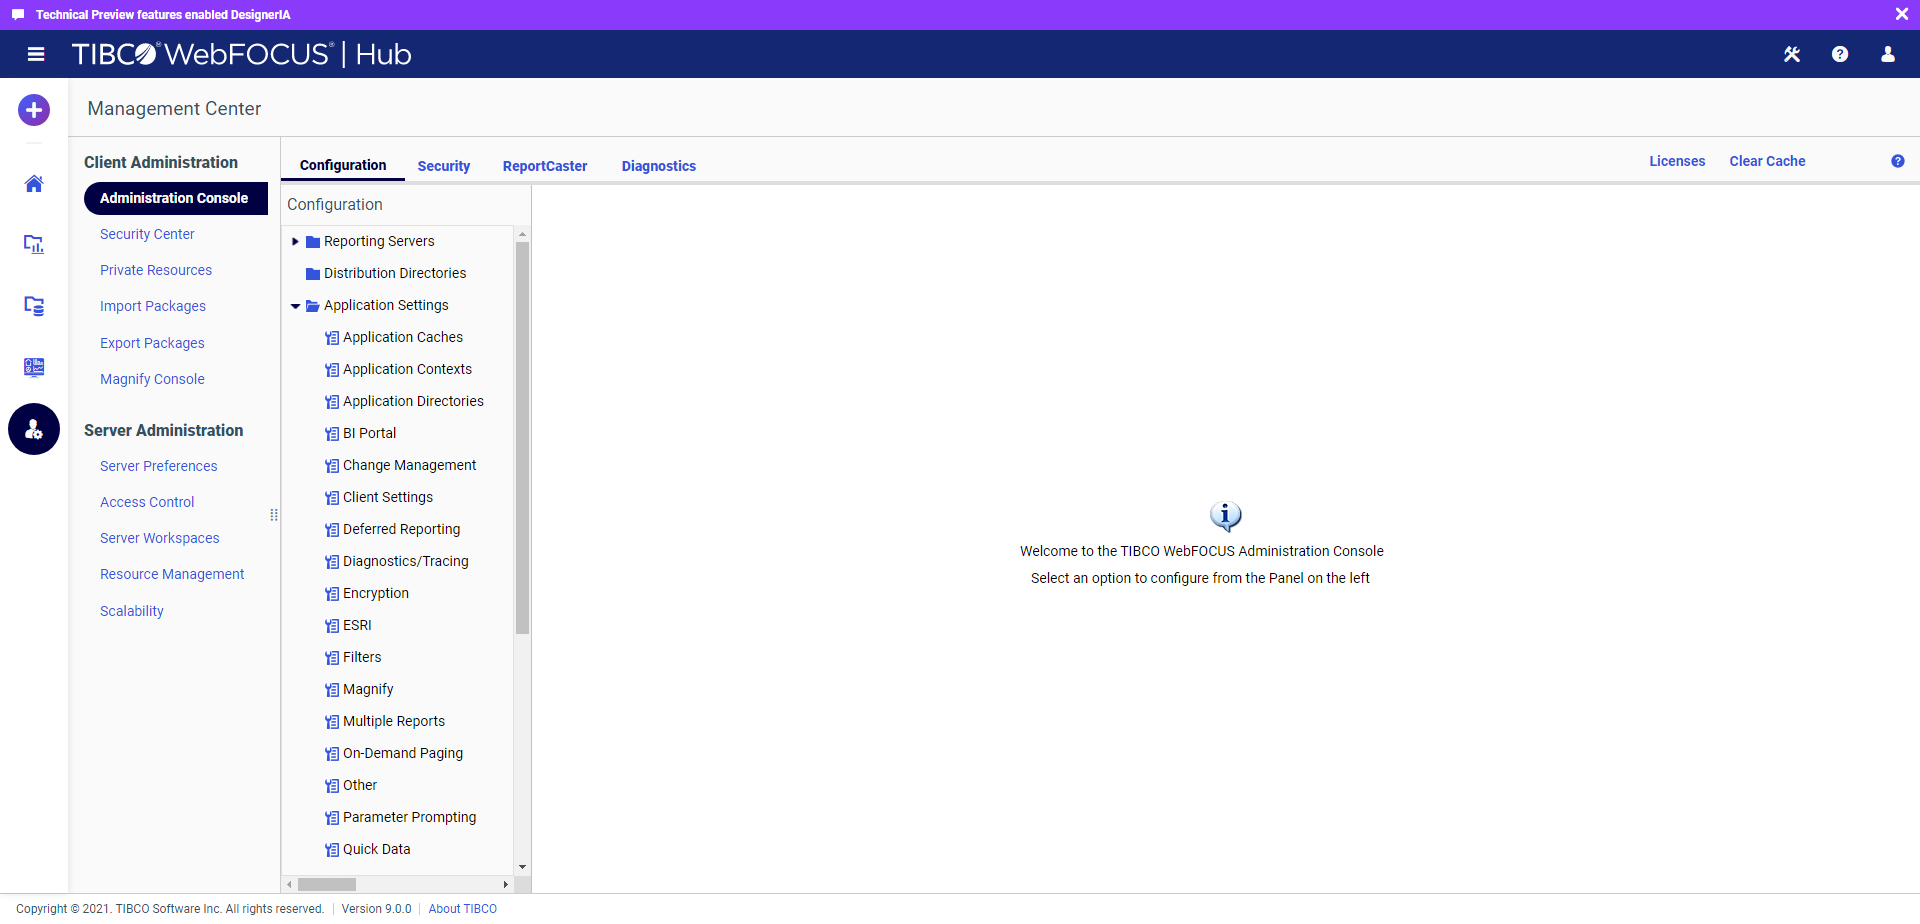 Technical Preview features enabled DesignerIA
TIBCO® WebFOCUS® | Hub
Management Center
Client Administration
Administration Console
Security Center
Private Resources
Import Packages
Export Packages
Magnify Console
Server Administration
Server Preferences
Access Control
Server Workspaces
Resource Management
Scalability
Configuration Security ReportCaster Diagnostics
Licenses Clear Cache
Configuration
Reporting Servers
Distribution Directories
Application Settings
Application Caches
Application Contexts
Application Directories
BI Portal
Change Management
Client Settings
Deferred Reporting
Diagnostics/Tracing
Encryption
ESRI
Filters
Magnify
Multiple Reports
On-Demand Paging
Other
Parameter Prompting
Quick Data
Welcome to the TIBCO WebFOCUS Administration Console
Select an option to configure from the Panel on the left
Copyright © 2021. TIBCO Software Inc. All rights reserved. | Version 9.0.0 | About TIBCO